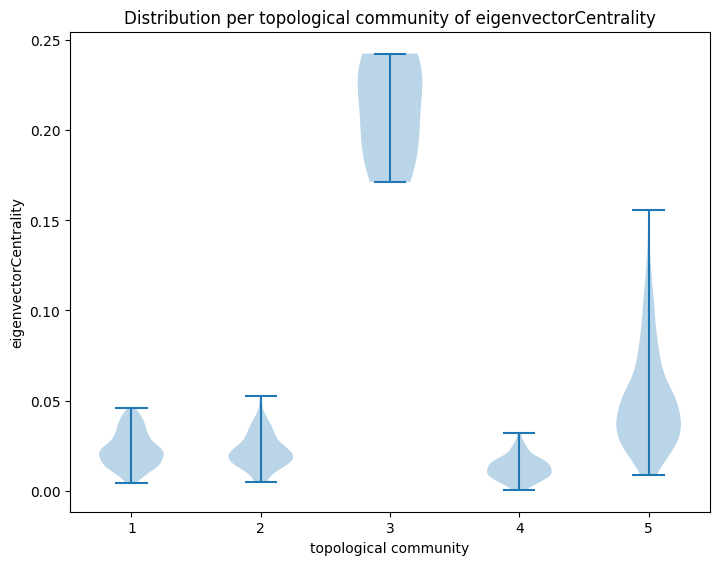 Distribution per topological community of eigenvectorCentrality
0.25
0.20
0.15
0.10
0.05
0.00
eigenvectorCentrality
1 2 3 4 5
topological community